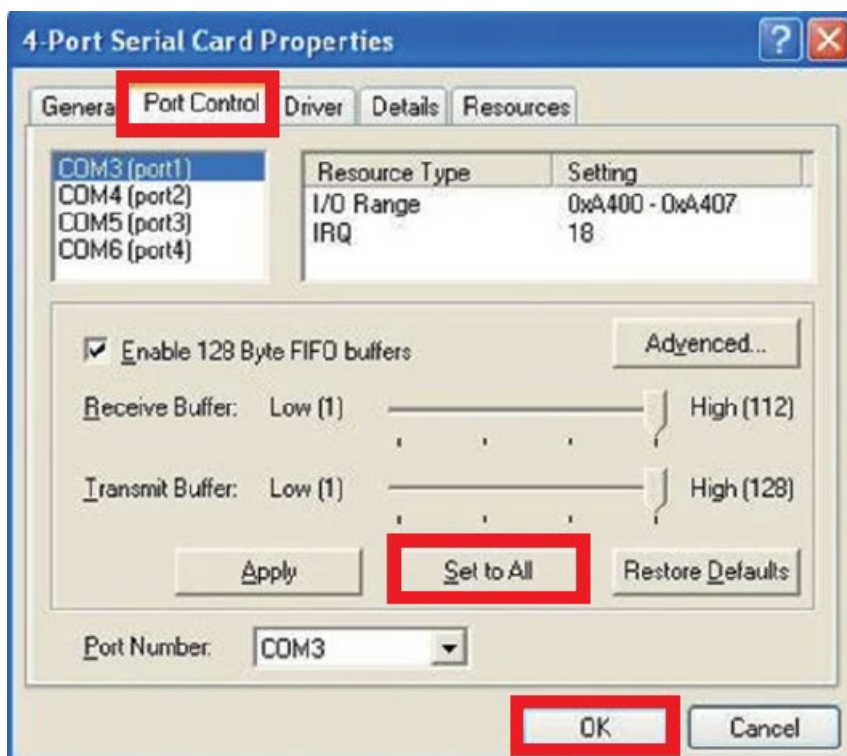 4-Port Serial Card Properties
Genera Port Control Driver Details Resources
COM3 (port1)
COM4 (port2)
COM5 (port3)
COM6 (port4)
Resource Type Setting
I/O Range 0xA400 - 0xA407
IRQ 18
Enable 128 Byte FIFO buffers
Advenced...
Receive Buffer: Low (1) High (112)
Transmit Buffer: Low (1) High (128)
Apply Set to All Restore Defaults
Port Number: COM3
OK Cancel